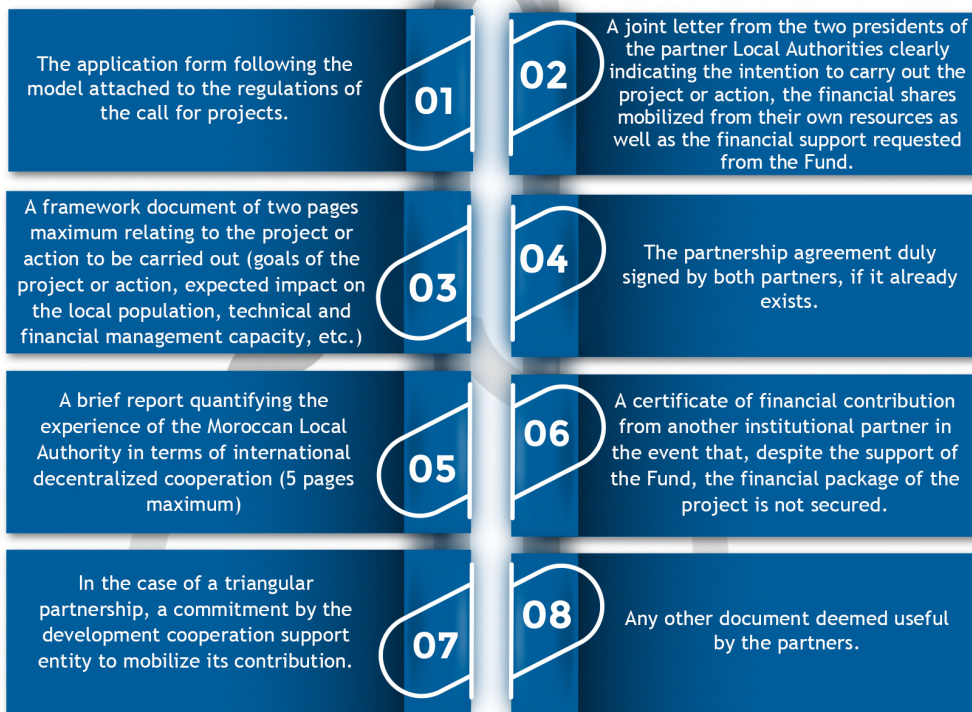 The application form following the
model attached to the regulations of
the call for projects.
01
02
A joint letter from the two presidents of
the partner Local Authorities clearly
indicating the intention to carry out the
project or action, the financial shares
mobilized from their own resources as
well as the financial support requested
from the Fund.
A framework document of two pages
maximum relating to the project or
action to be carried out (goals of the
project or action, expected impact on
the local population, technical and
financial management capacity, etc.)
03
04
The partnership agreement duly
signed by both partners, if it already
exists.
A brief report quantifying the
experience of the Moroccan Local
Authority in terms of international
decentralized cooperation (5 pages
maximum)
05
06
A certificate of financial contribution
from another institutional partner in
the event that, despite the support of
the Fund, the financial package of the
project is not secured.
In the case of a triangular
partnership, a commitment by the
development cooperation support
entity to mobilize its contribution.
07
08
Any other document deemed useful
by the partners.